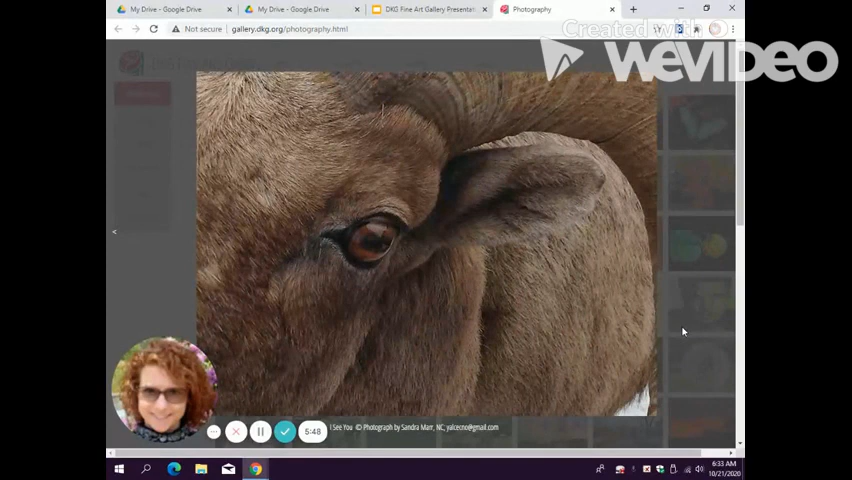 My Drive - Google Drive
My Drive - Google Drive
DKG Fine Art Gallery Presentat
Photography
Not secure
gallery.dkg.org/photography.html
Created with
WEVIDEO
5:48
I See You © Photograph by Sandra Marr, NC; yalcecno@gmail.com
6:33 AM
10/21/2020